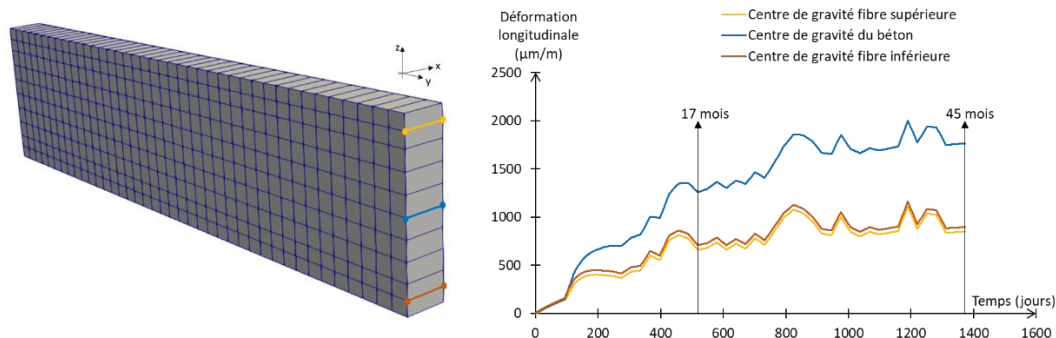 z
x
y
Déformation
longitudinale
(µm/m)
Centre de gravité fibre supérieure
Centre de gravité du béton
Centre de gravité fibre inférieure
2500
2000
1500
1000
500
0
17 mois
45 mois
Temps (jours)
0 200 400 600 800 1000 1200 1400 1600